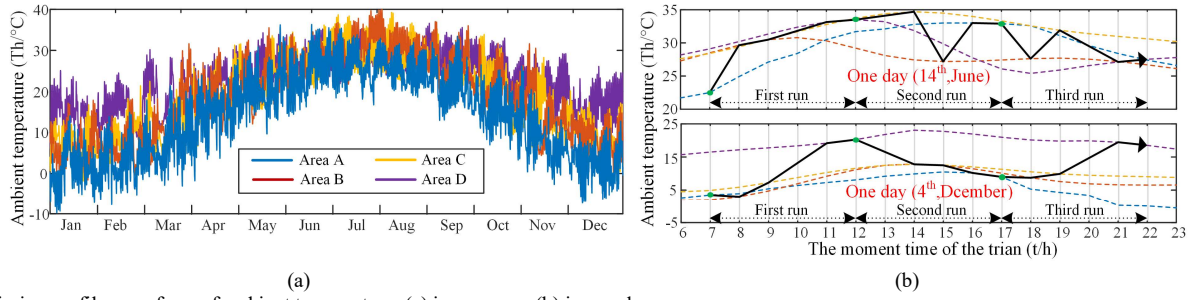 Ambient temperature (Th/°C)
40
30
20
10
0
-10
Area A
Area B
Area C
Area D
Jan Feb Mar Apr May Jun Jul Aug Sep Oct Nov Dec
(a)
Ambient temperature (Th/°C)
35
30
25
20
One day (14th,June)
First run Second run Third run
25
15
5
-5
One day (4th,Dcember)
First run Second run Third run
6 7 8 9 10 11 12 13 14 15 16 17 18 19 20 21 22 23
The moment time of the trian (t/h)
(b)